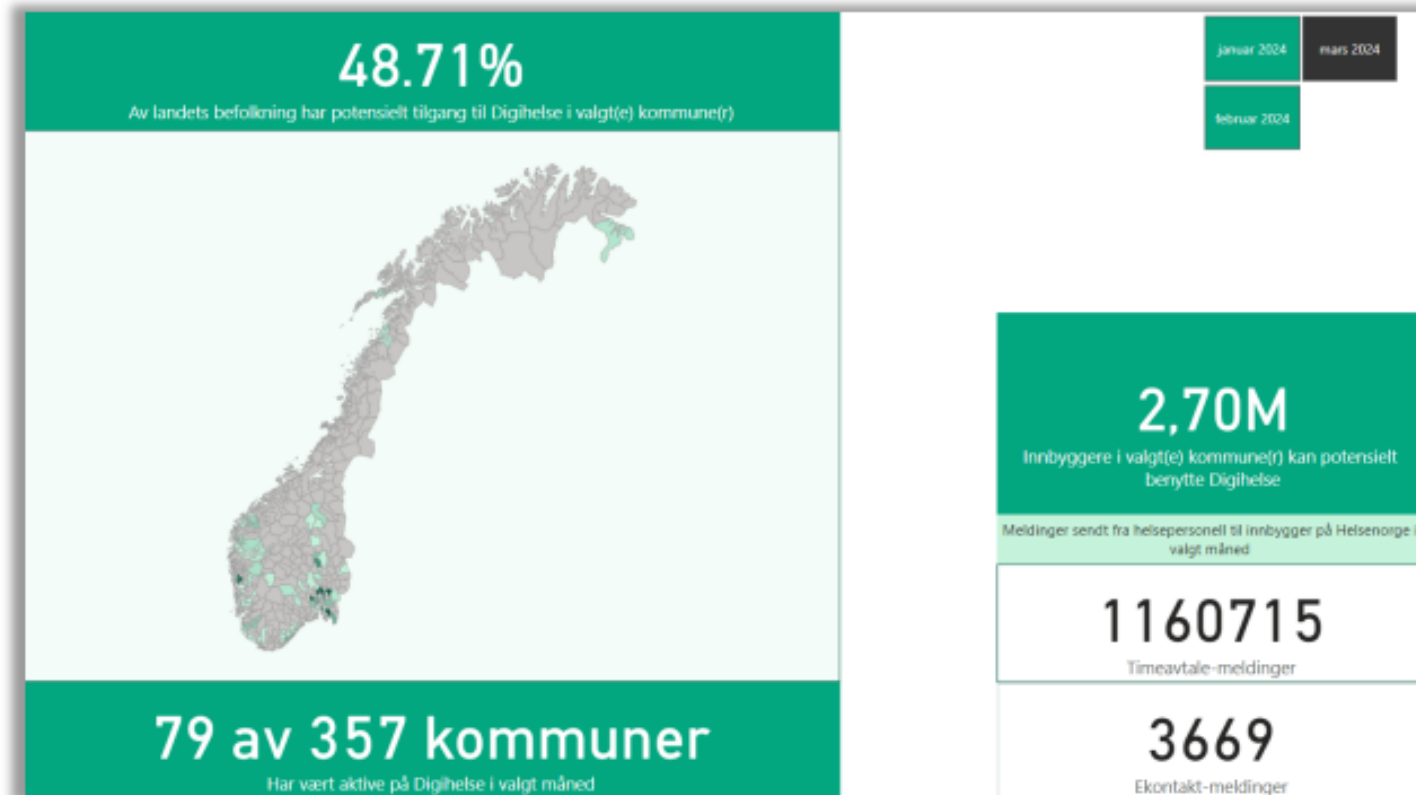 48.71%
Av landets befolkning har potensielt tilgang til Digihelse i valgt(e) kommune(r)
januar 2024
mars 2024
februar 2024
79 av 357 kommuner
Har vært aktive på Digihelse i valgt måned
2,70M
Innbyggere i valgt(e) kommune(r) kan potensielt
benytte Digihelse
Meldinger sendt fra helsepersonell til innbygger på Helsenorge i
valgt måned
1160715
Timeavtale-meldinger
3669
Ekontakt-meldinger